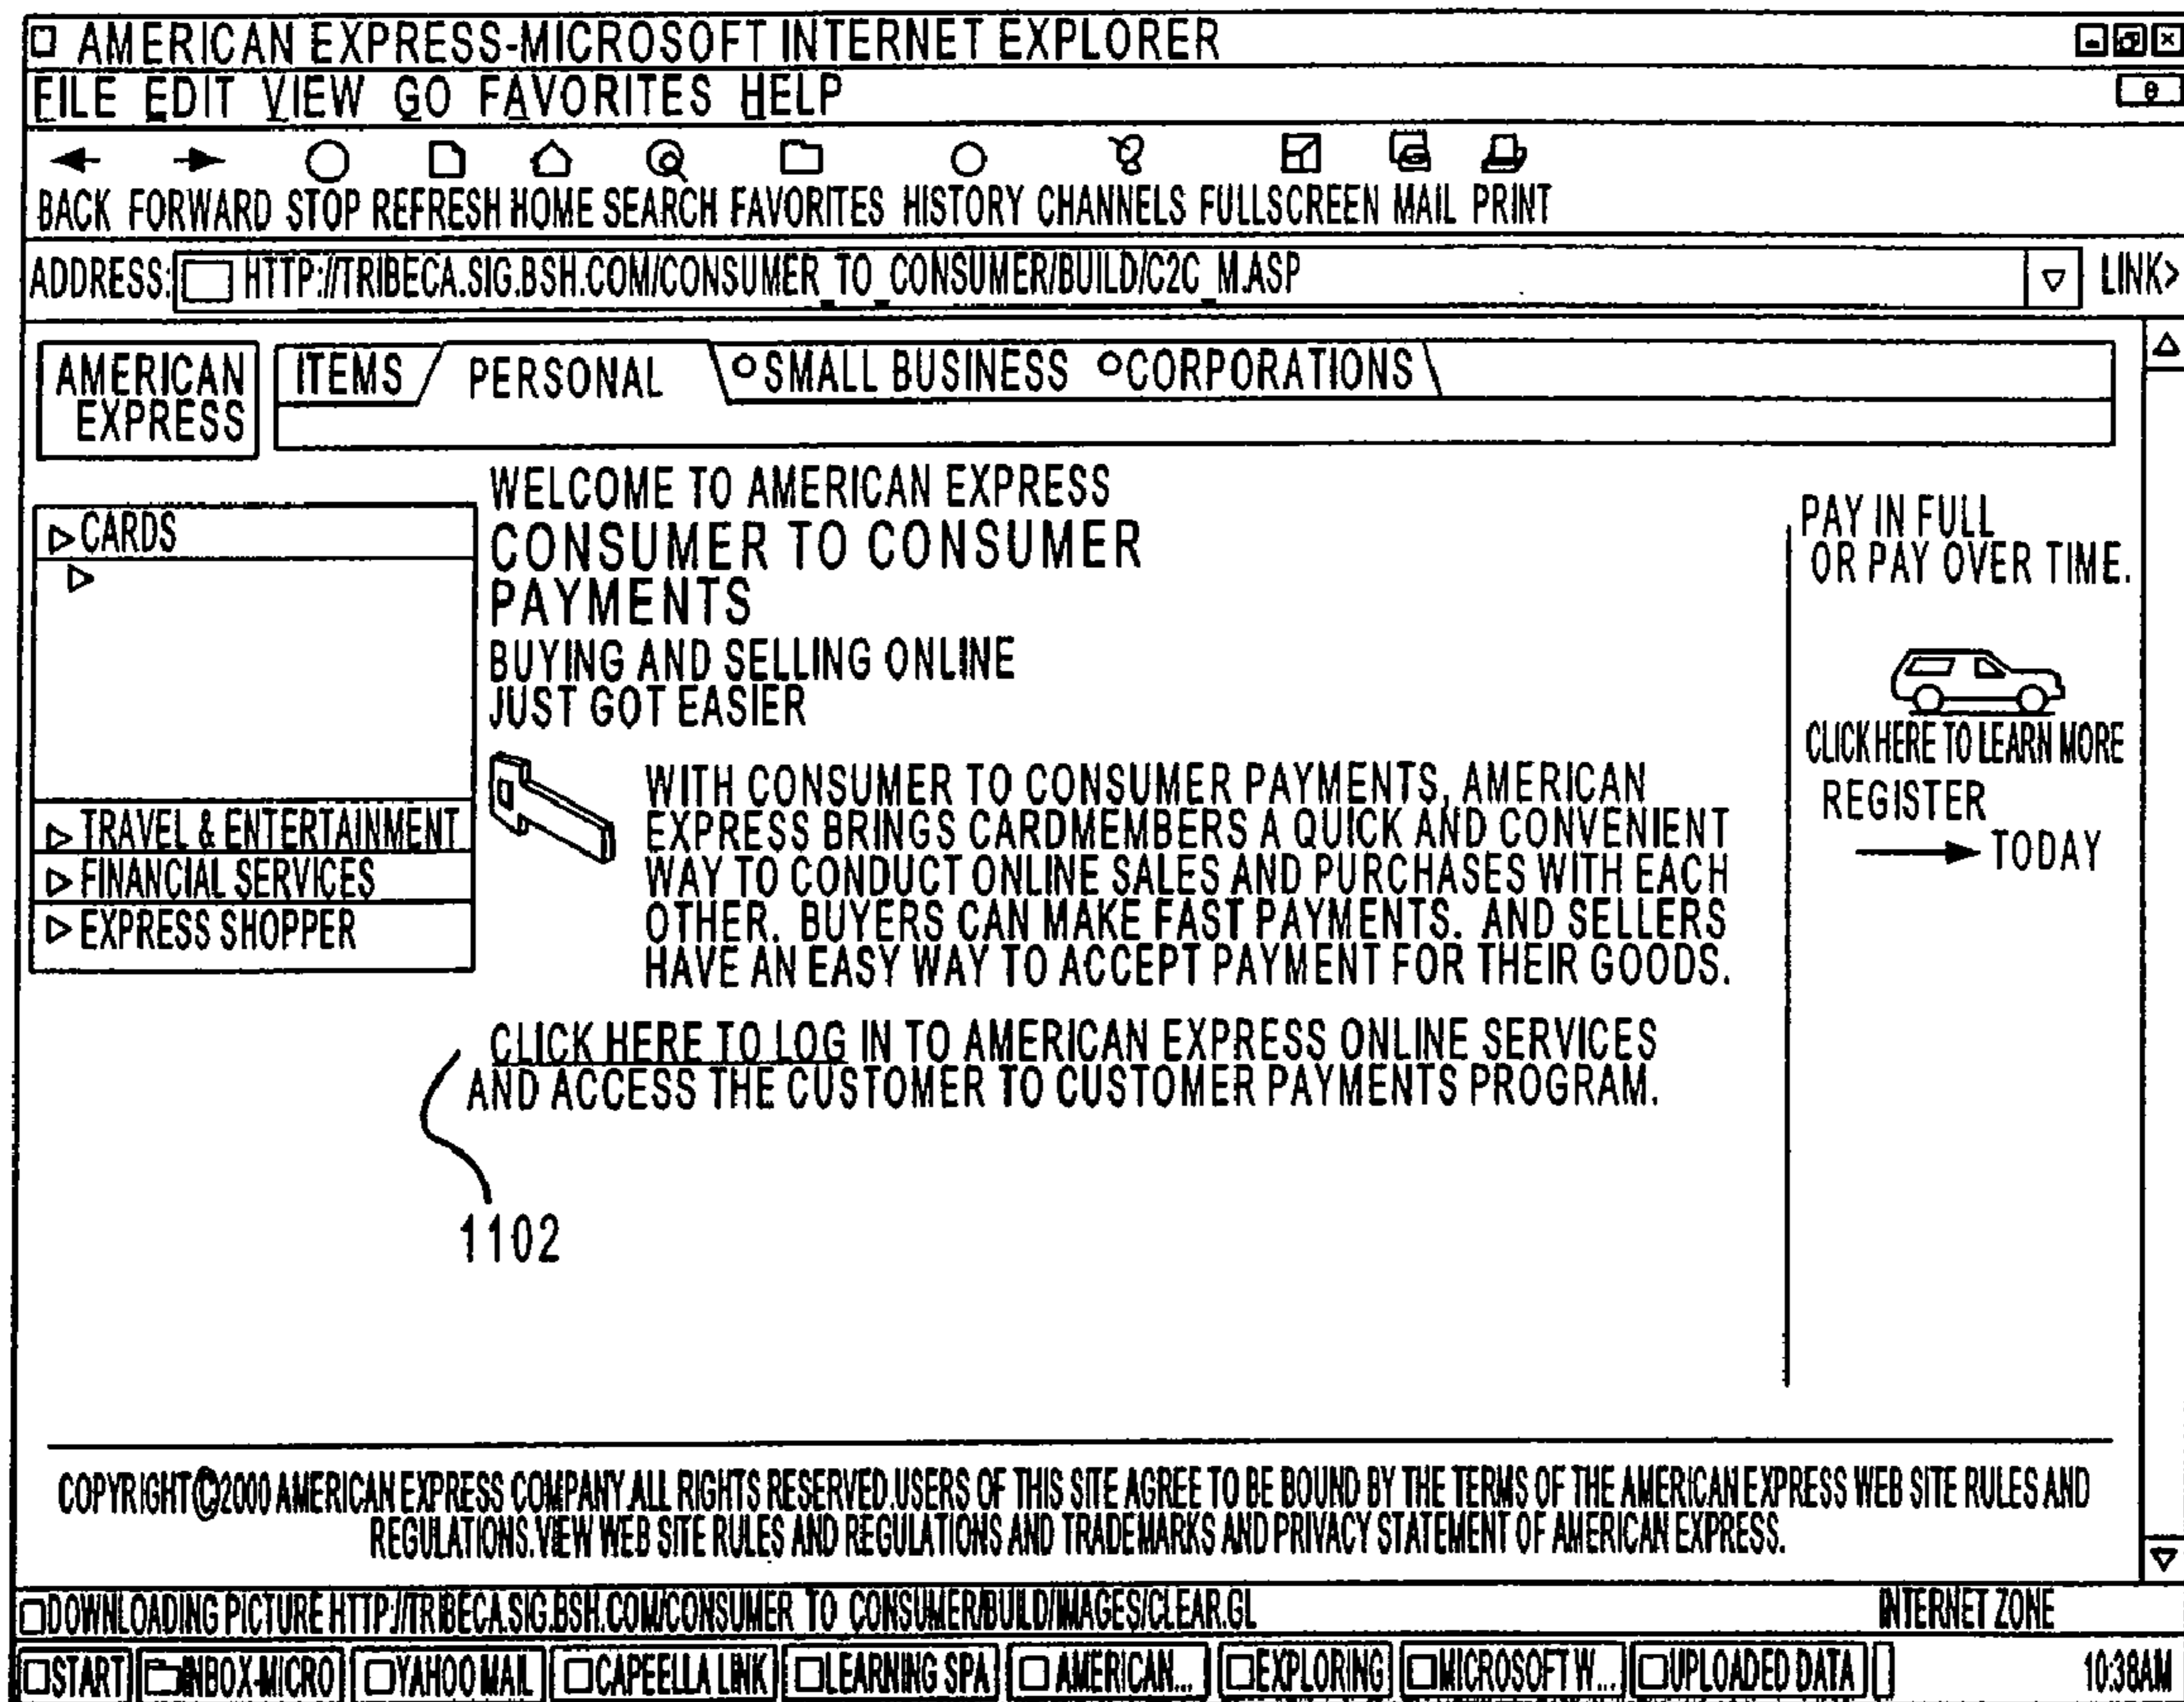 AMERICAN EXPRESS-MICROSOFT INTERNET EXPLORER
FILE EDIT VIEW GO FAVORITES HELP
BACK FORWARD STOP REFRESH HOME SEARCH FAVORITES HISTORY CHANNELS FULLSCREEN MAIL PRINT
ADDRESS: HTTP://TRIBECA.SIG.BSH.COM/CONSUMER_TO_CONSUMER/BUILD/C2C_M.ASP LINK>
AMERICAN
EXPRESS
ITEMS PERSONAL SMALL BUSINESS CORPORATIONS
CARDS
TRAVEL & ENTERTAINMENT
FINANCIAL SERVICES
EXPRESS SHOPPER
WELCOME TO AMERICAN EXPRESS
CONSUMER TO CONSUMER
PAYMENTS
BUYING AND SELLING ONLINE
JUST GOT EASIER
WITH CONSUMER TO CONSUMER PAYMENTS, AMERICAN
EXPRESS BRINGS CARDMEMBERS A QUICK AND CONVENIENT
WAY TO CONDUCT ONLINE SALES AND PURCHASES WITH EACH
OTHER. BUYERS CAN MAKE FAST PAYMENTS. AND SELLERS
HAVE AN EASY WAY TO ACCEPT PAYMENT FOR THEIR GOODS.
CLICK HERE TO LOG IN TO AMERICAN EXPRESS ONLINE SERVICES
AND ACCESS THE CUSTOMER TO CUSTOMER PAYMENTS PROGRAM.
1102
PAY IN FULL
OR PAY OVER TIME.
CLICK HERE TO LEARN MORE
REGISTER
TODAY
COPYRIGHT©2000 AMERICAN EXPRESS COMPANY ALL RIGHTS RESERVED.USERS OF THIS SITE AGREE TO BE BOUND BY THE TERMS OF THE AMERICAN EXPRESS WEB SITE RULES AND
REGULATIONS.VIEW WEB SITE RULES AND REGULATIONS AND TRADEMARKS AND PRIVACY STATEMENT OF AMERICAN EXPRESS.
DOWNLOADING PICTURE HTTP://TRIBECA.SIG.BSH.COM/CONSUMER_TO_CONSUMER/BUILD/IMAGES/CLEAR.GL INTERNET ZONE
START INBOX-MICRO YAHOO MAIL CAPEELLA LINK LEARNING SPA AMERICAN... EXPLORING MICROSOFT W... UPLOADED DATA 10:38AM